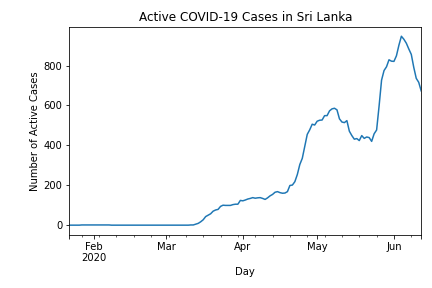 Active COVID-19 Cases in Sri Lanka
Number of Active Cases
800
600
400
200
0
Feb Mar Apr May Jun
2020
Day